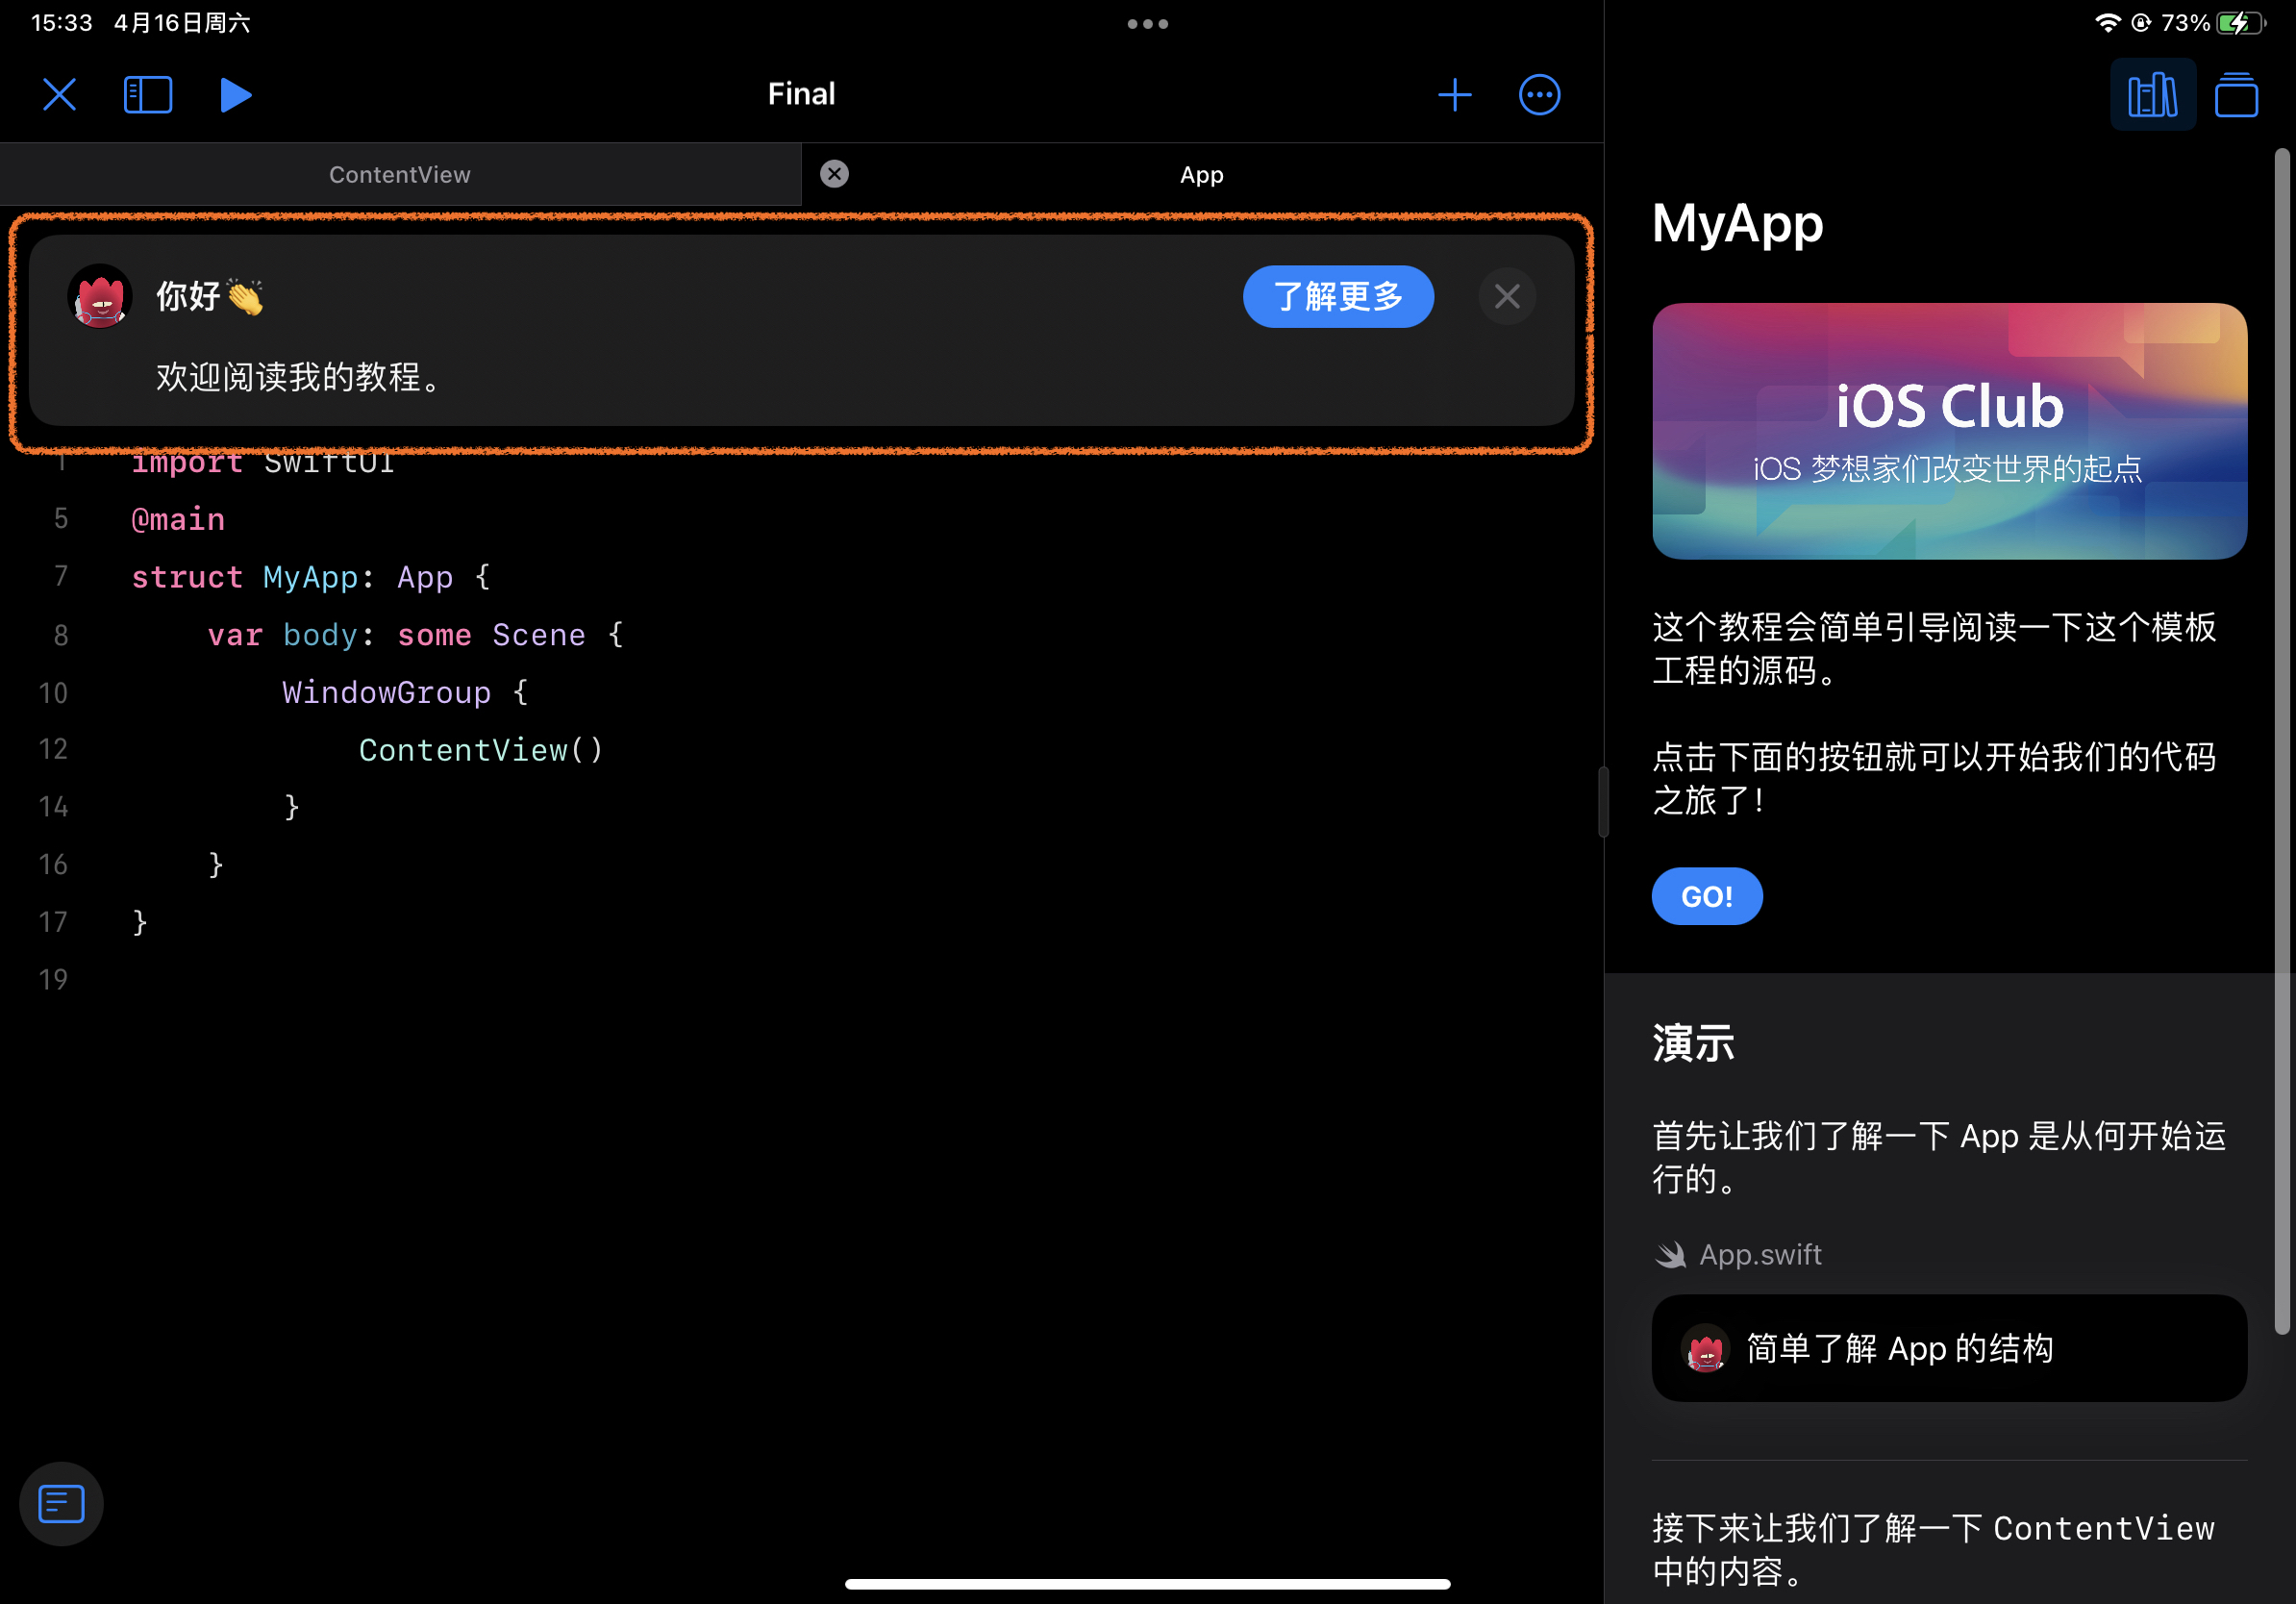 15:33 4月16日周六
73%
Final
ContentView
App
你好👏
了解更多
欢迎阅读我的教程。
1 import SwiftUI
5 @main
7 struct MyApp: App {
8 var body: some Scene {
10 WindowGroup {
12 ContentView()
14 }
16 }
17 }
19
MyApp
iOS Club
iOS 梦想家们改变世界的起点
这个教程会简单引导阅读一下这个模板
工程的源码。
点击下面的按钮就可以开始我们的代码
之旅了！
GO!
演示
首先让我们了解一下 App 是从何开始运
行的。
App.swift
简单了解 App 的结构
接下来让我们了解一下 ContentView
中的内容。